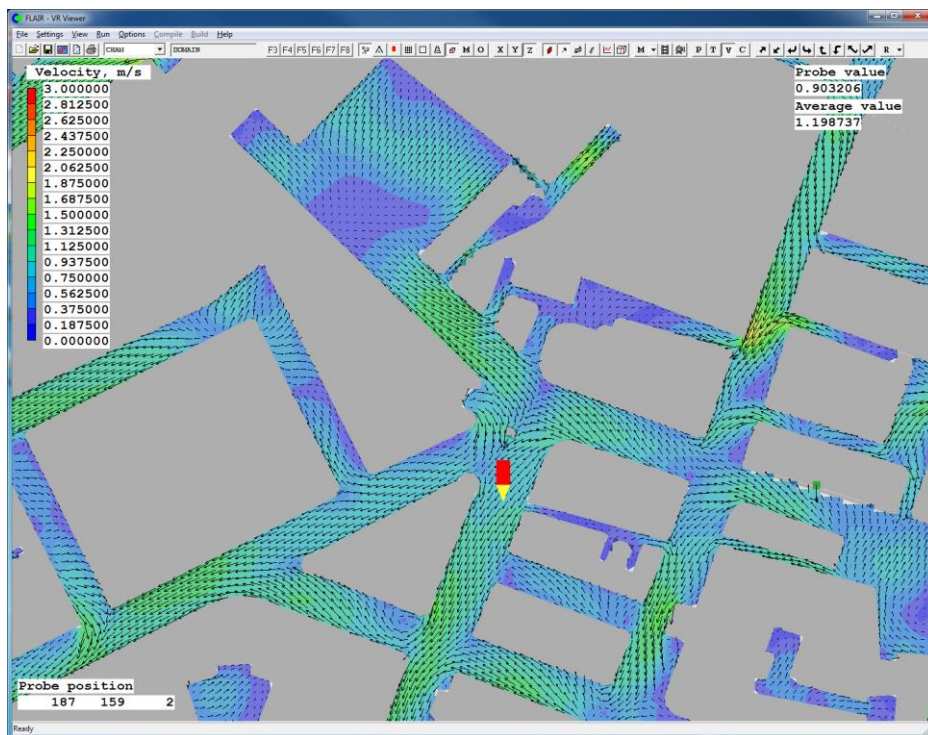 FLAIR - VR Viewer
File Settings View Run Options Compile Build Help
CHAM DOMAIN F3 F4 F5 F6 F7 F8 M O X Y Z M P T V C R
Velocity, m/s
3.000000
2.812500
2.625000
2.437500
2.250000
2.062500
1.875000
1.687500
1.500000
1.312500
1.125000
0.937500
0.750000
0.562500
0.375000
0.187500
0.000000
Probe value
0.903206
Average value
1.198737
Probe position
187 159 2
Ready